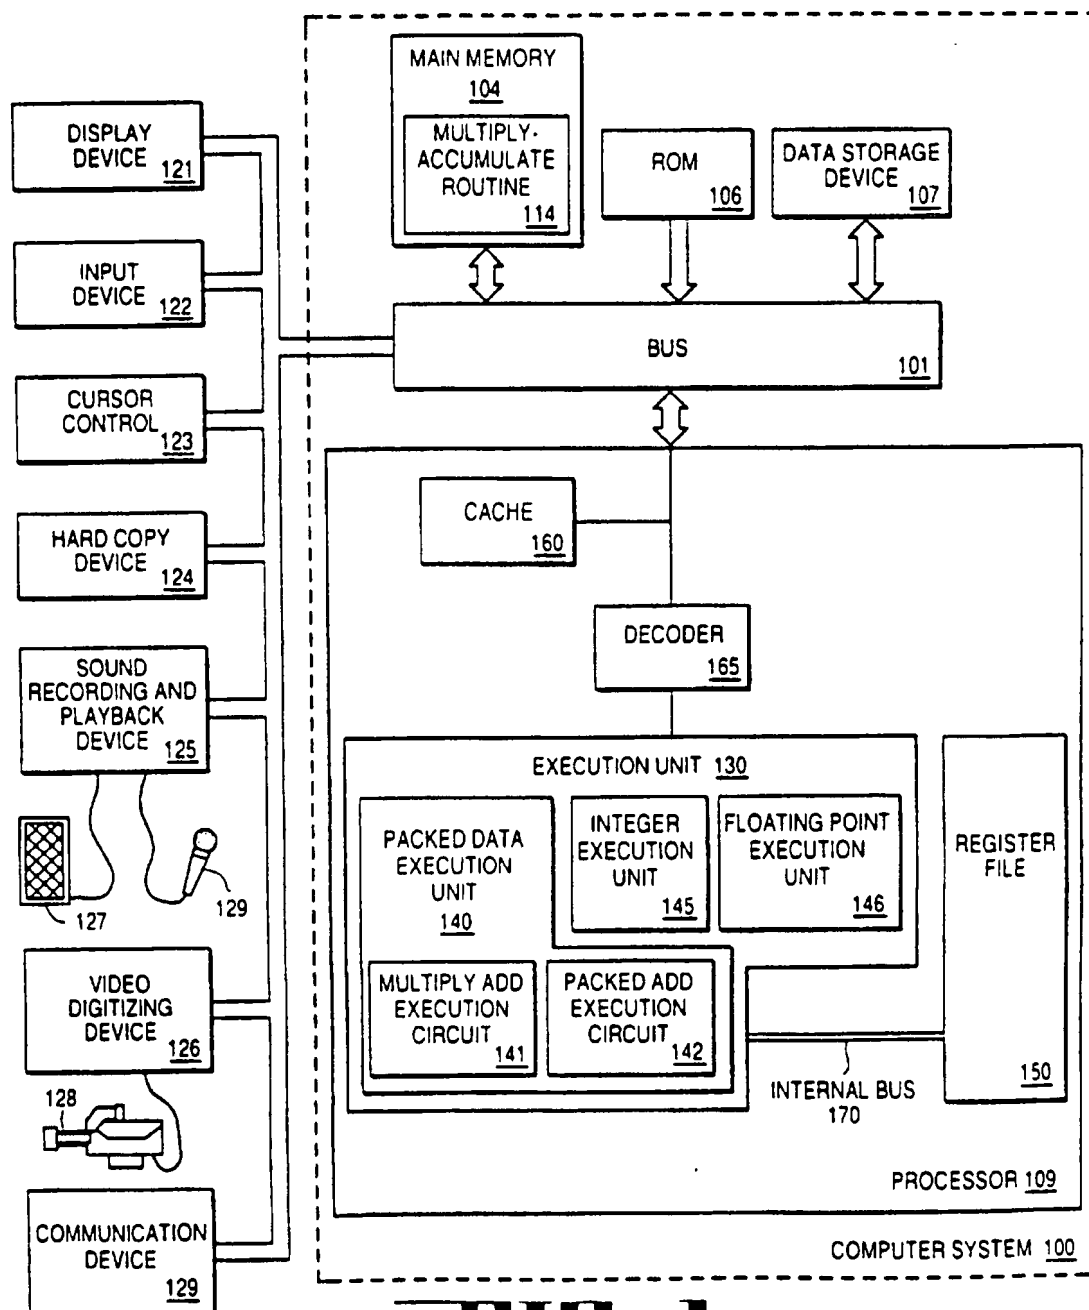 MAIN MEMORY
104
MULTIPLY-
ACCUMULATE
ROUTINE
114
ROM
106
DATA STORAGE
DEVICE
107
DISPLAY
DEVICE
121
INPUT
DEVICE
122
BUS
101
CURSOR
CONTROL
123
CACHE
160
HARD COPY
DEVICE
124
DECODER
165
SOUND
RECORDING AND
PLAYBACK
DEVICE
125
127
129
EXECUTION UNIT 130
PACKED DATA
EXECUTION
UNIT
140
INTEGER
EXECUTION
UNIT
145
FLOATING POINT
EXECUTION
UNIT
146
REGISTER
FILE
150
MULTIPLY ADD
EXECUTION
CIRCUIT
141
PACKED ADD
EXECUTION
CIRCUIT
142
INTERNAL BUS
170
VIDEO
DIGITIZING
DEVICE
126
128
PROCESSOR 109
COMMUNICATION
DEVICE
129
COMPUTER SYSTEM 100